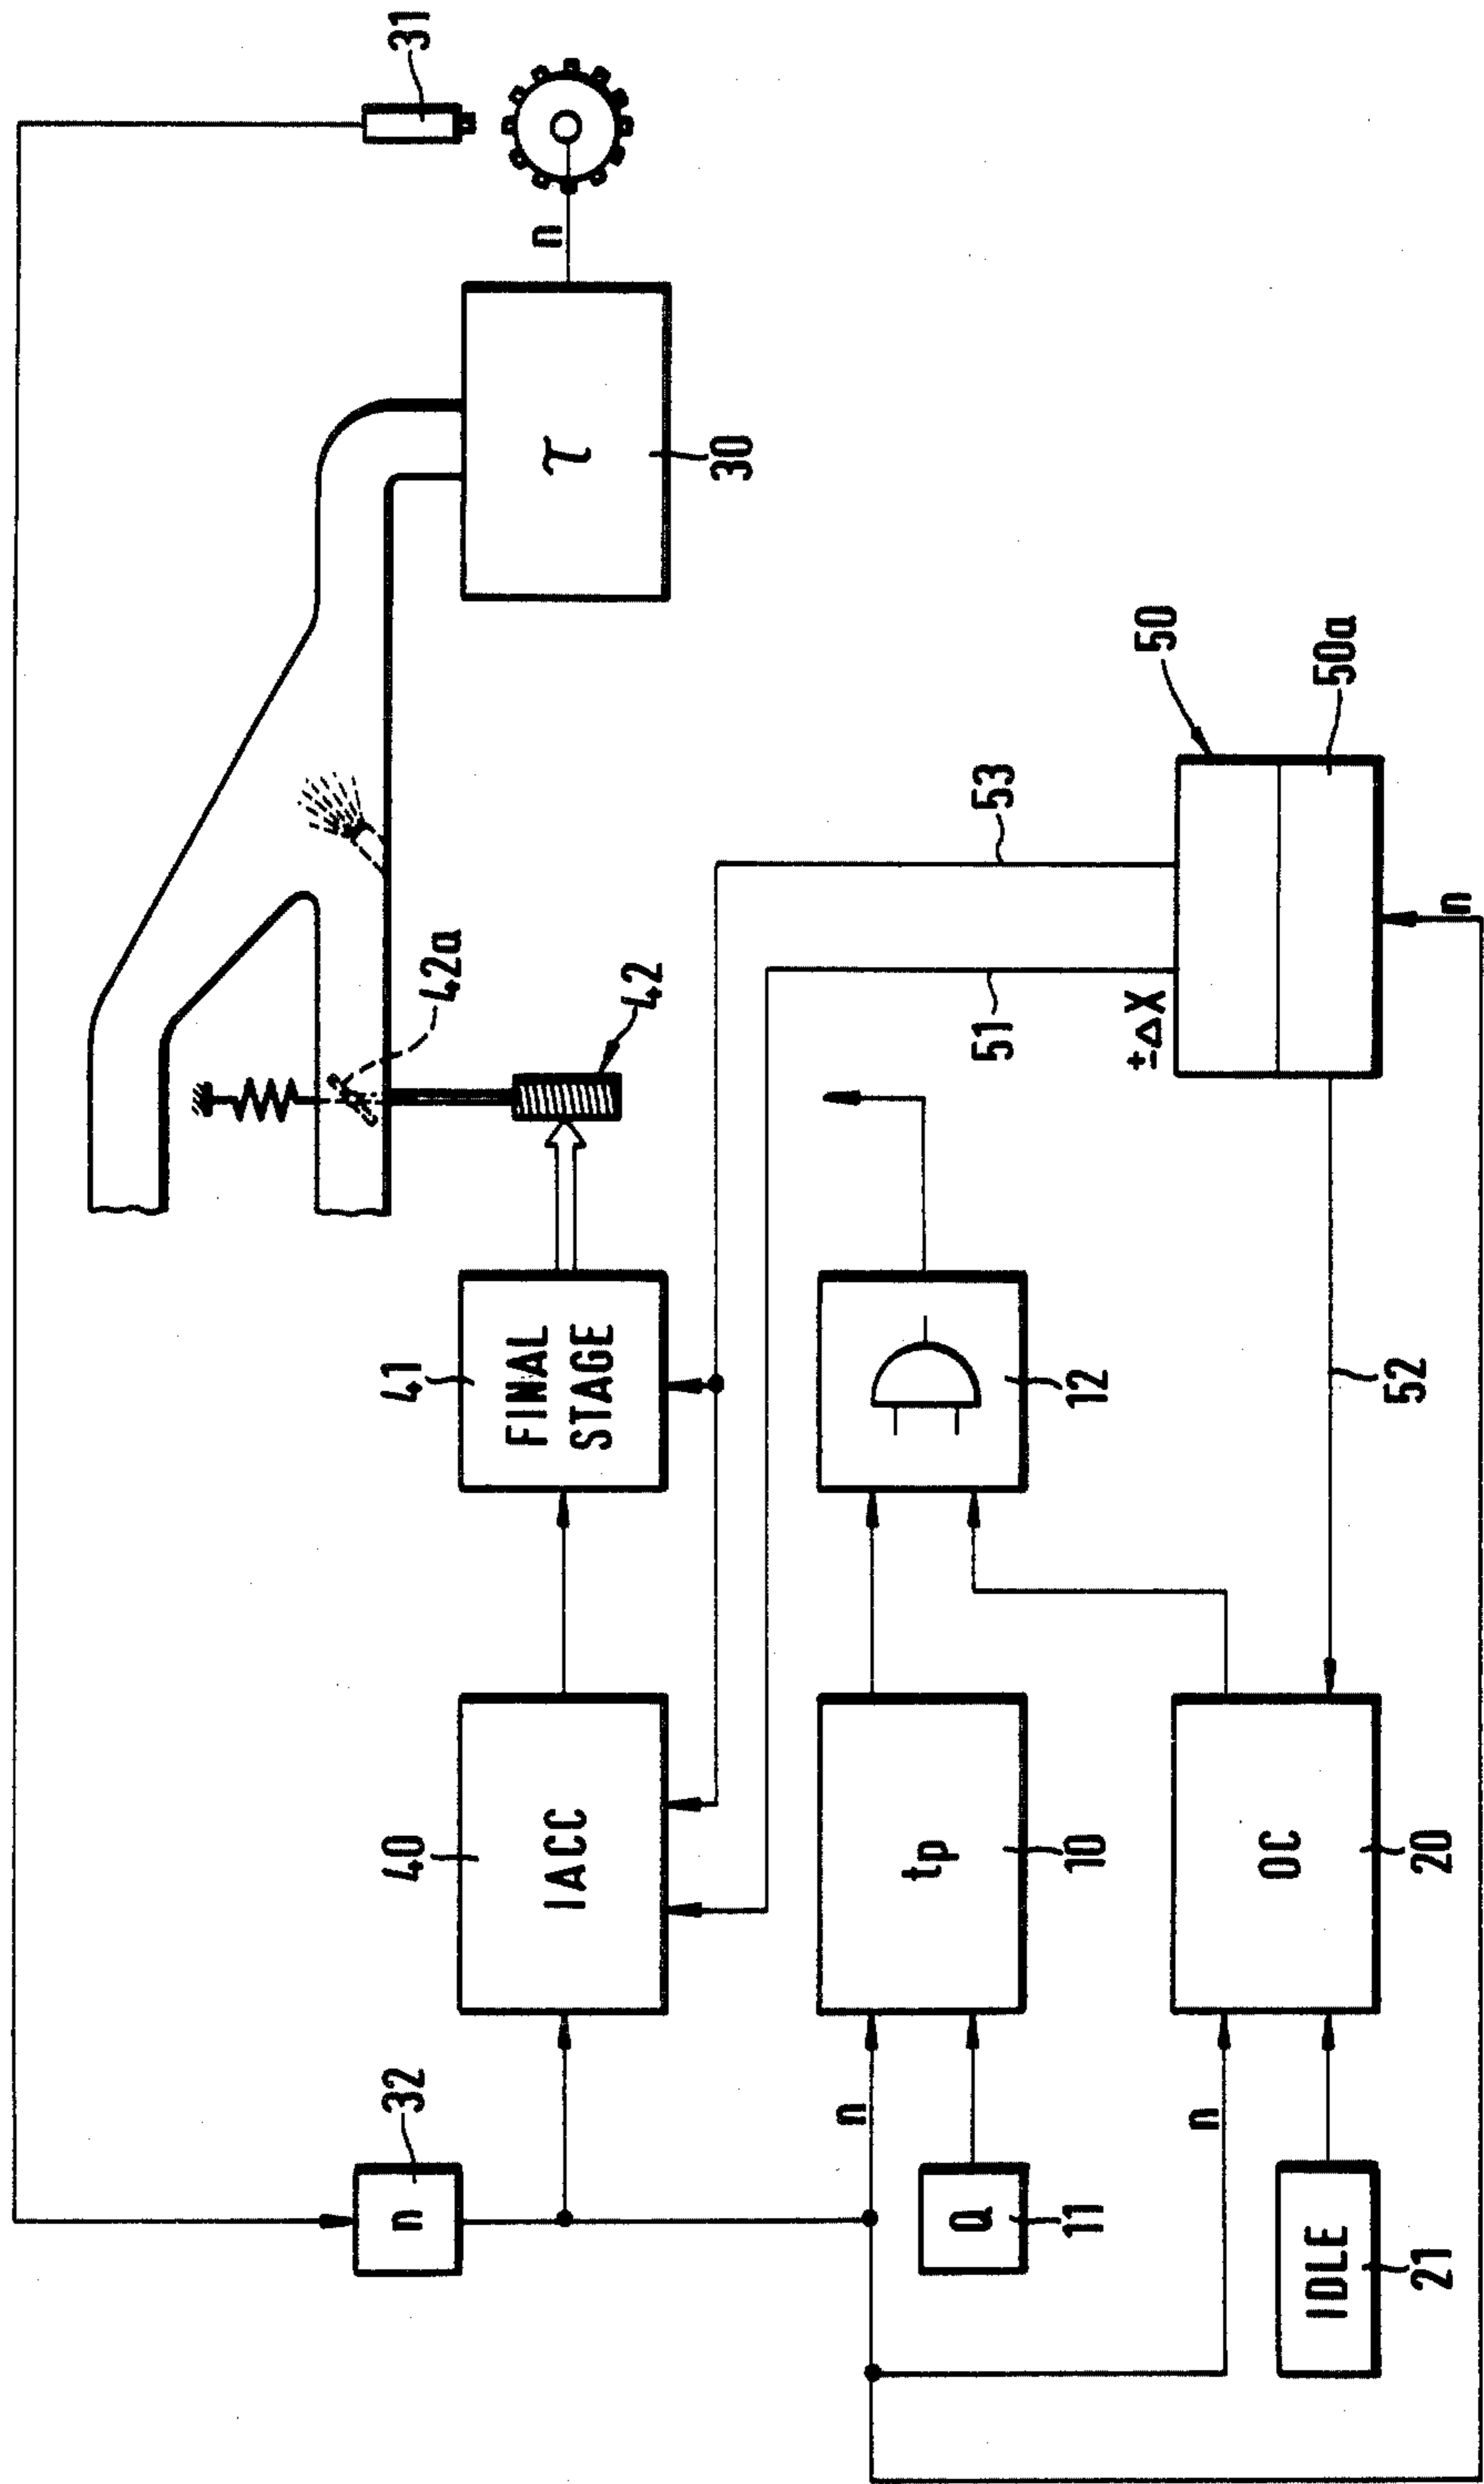 31
n
τ
30
42a
42
41
FINAL
STAGE
40
IACC
32
n
53
51
±ΔX
50
50a
n
12
52
n
tp
10
Q
11
n
OC
20
IDLE
21